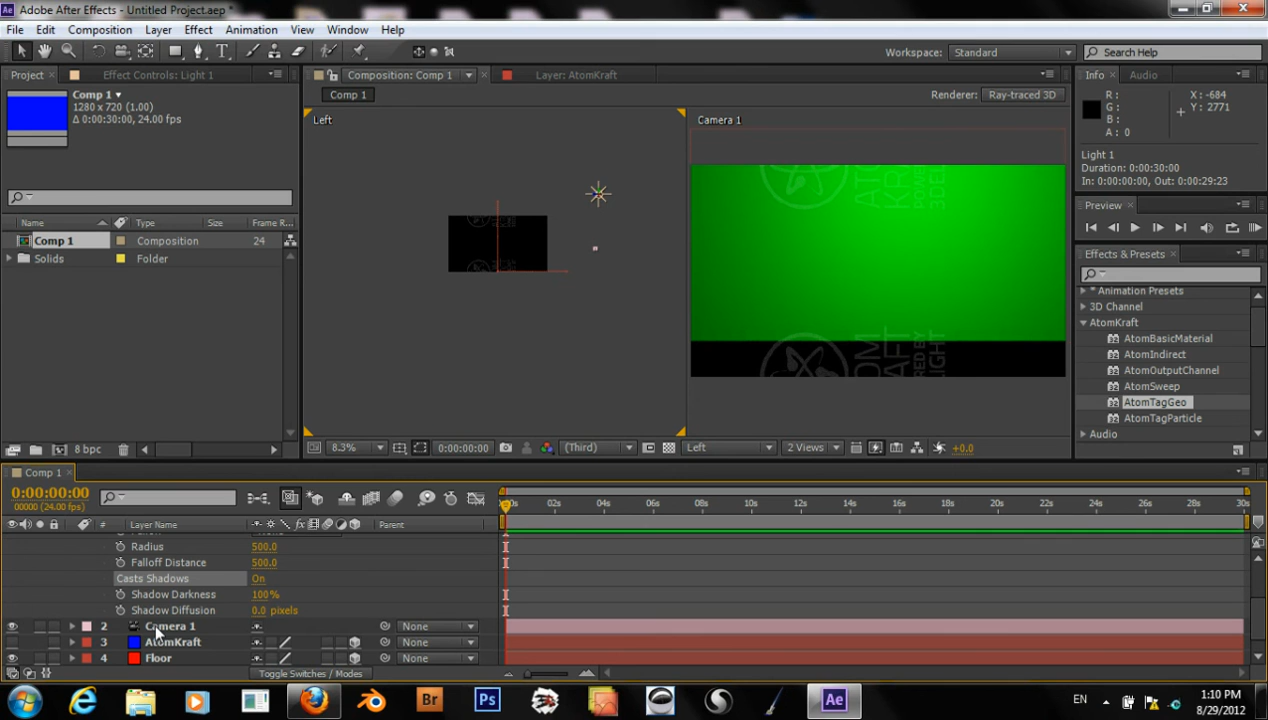 Adobe After Effects - Untitled Project.aep *
File Edit Composition Layer Effect Animation View Window Help
Workspace: Standard Search Help
Project Effect Controls: Light 1 Composition: Comp 1 Layer: AtomKraft Info Audio
Comp 1
1280 x 720 (1.00)
Δ 0:00:30:00, 24.00 fps
Comp 1 Renderer: Ray-traced 3D
R :
G :
B :
A : 0
X : -684
Y : 2771
Left Camera 1
Light 1
Duration: 0:00:30:00
In: 0:00:00:00, Out: 0:00:29:23
Preview
Name Type Size Frame R...
Comp 1 Composition 24
Solids Folder
Effects & Presets
* Animation Presets
3D Channel
AtomKraft
AtomBasicMaterial
AtomIndirect
AtomOutputChannel
AtomSweep
AtomTagGeo
AtomTagParticle
Audio
8 bpc 8.3% 0:00:00:00 (Third) Left 2 Views +0.0
Comp 1
0:00:00:00
00000 (24.00 fps)
02s 04s 06s 08s 10s 12s 14s 16s 18s 20s 22s 24s 26s 28s 30s
# Layer Name Parent
Radius 500.0
Falloff Distance 500.0
Casts Shadows On
Shadow Darkness 100%
Shadow Diffusion 0.0 pixels
2 Camera 1 None
3 AtomKraft None
4 Floor None
Toggle Switches / Modes
EN 1:10 PM
8/29/2012